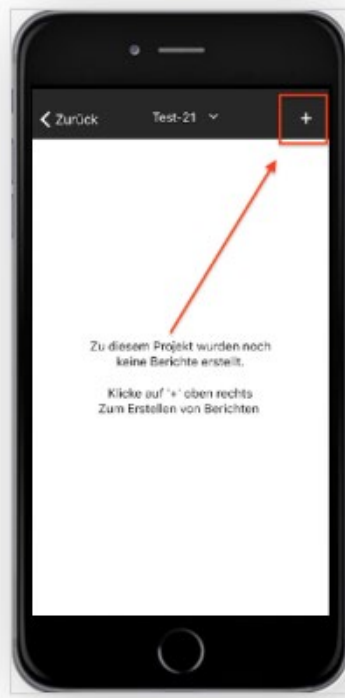 Zurück Test-21 +
Zu diesem Projekt wurden noch
keine Berichte erstellt.
Klicke auf '+' oben rechts
Zum Erstellen von Berichten